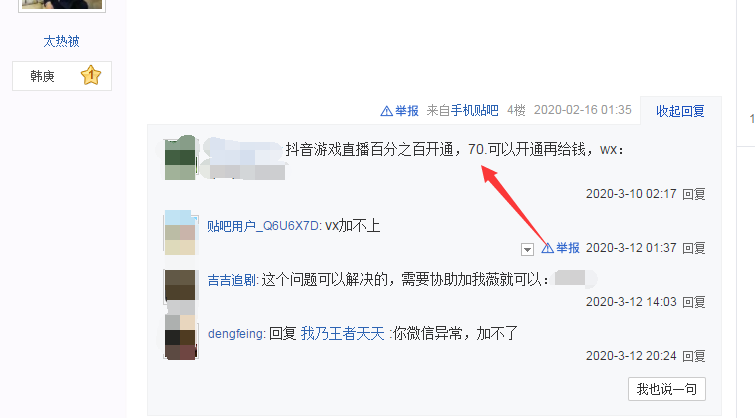 太热被
韩庚 1
举报 来自手机贴吧 4楼 2020-02-16 01:35 收起回复
抖音游戏直播百分之百开通，70.可以开通再给钱，wx：
2020-3-10 02:17 回复
贴吧用户_Q6U6X7D: vx加不上
举报 2020-3-12 01:37 回复
吉吉追剧: 这个问题可以解决的，需要协助加我薇就可以：
2020-3-12 14:03 回复
dengfeing: 回复 我乃王者天天 :你微信异常，加不了
2020-3-12 20:24 回复
我也说一句